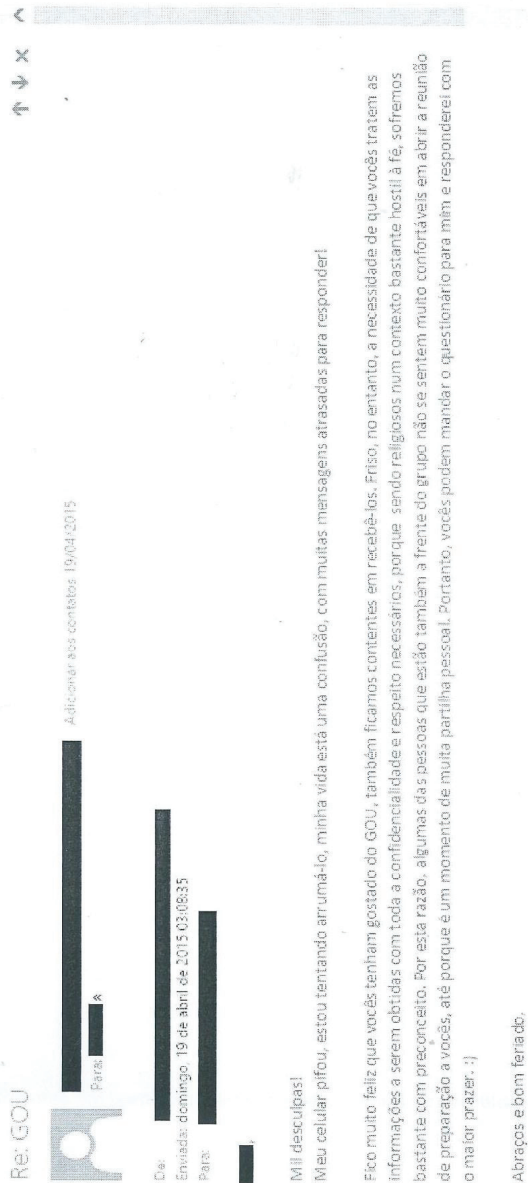 Re: GOU
Adicionar aos contatos 19/04/2015
Para:
De:
Enviada: domingo, 19 de abril de 2015 03:08:35
Para:
Mil desculpas!
Meu celular pifou, estou tentando arrumá-lo, minha vida está uma confusão, com muitas mensagens atrasadas para responder!
Fico muito feliz que vocês tenham gostado do GOU, também ficamos contentes em recebê-los. Friso, no entanto, a necessidade de que vocês tratem as
informações a serem obtidas com toda a confidencialidade e respeito necessários, porque sendo religiosos num contexto bastante hostil à fé, sofremos
bastante com preconceito. Por esta razão, algumas das pessoas que estão também a frente do grupo não se sentem muito confortáveis em abrir a reunião
de preparação a vocês, até porque é um momento de muita partilha pessoal. Portanto, vocês podem mandar o questionário para mim e responderei com
o maior prazer. :)
Abraços e bom feriado,